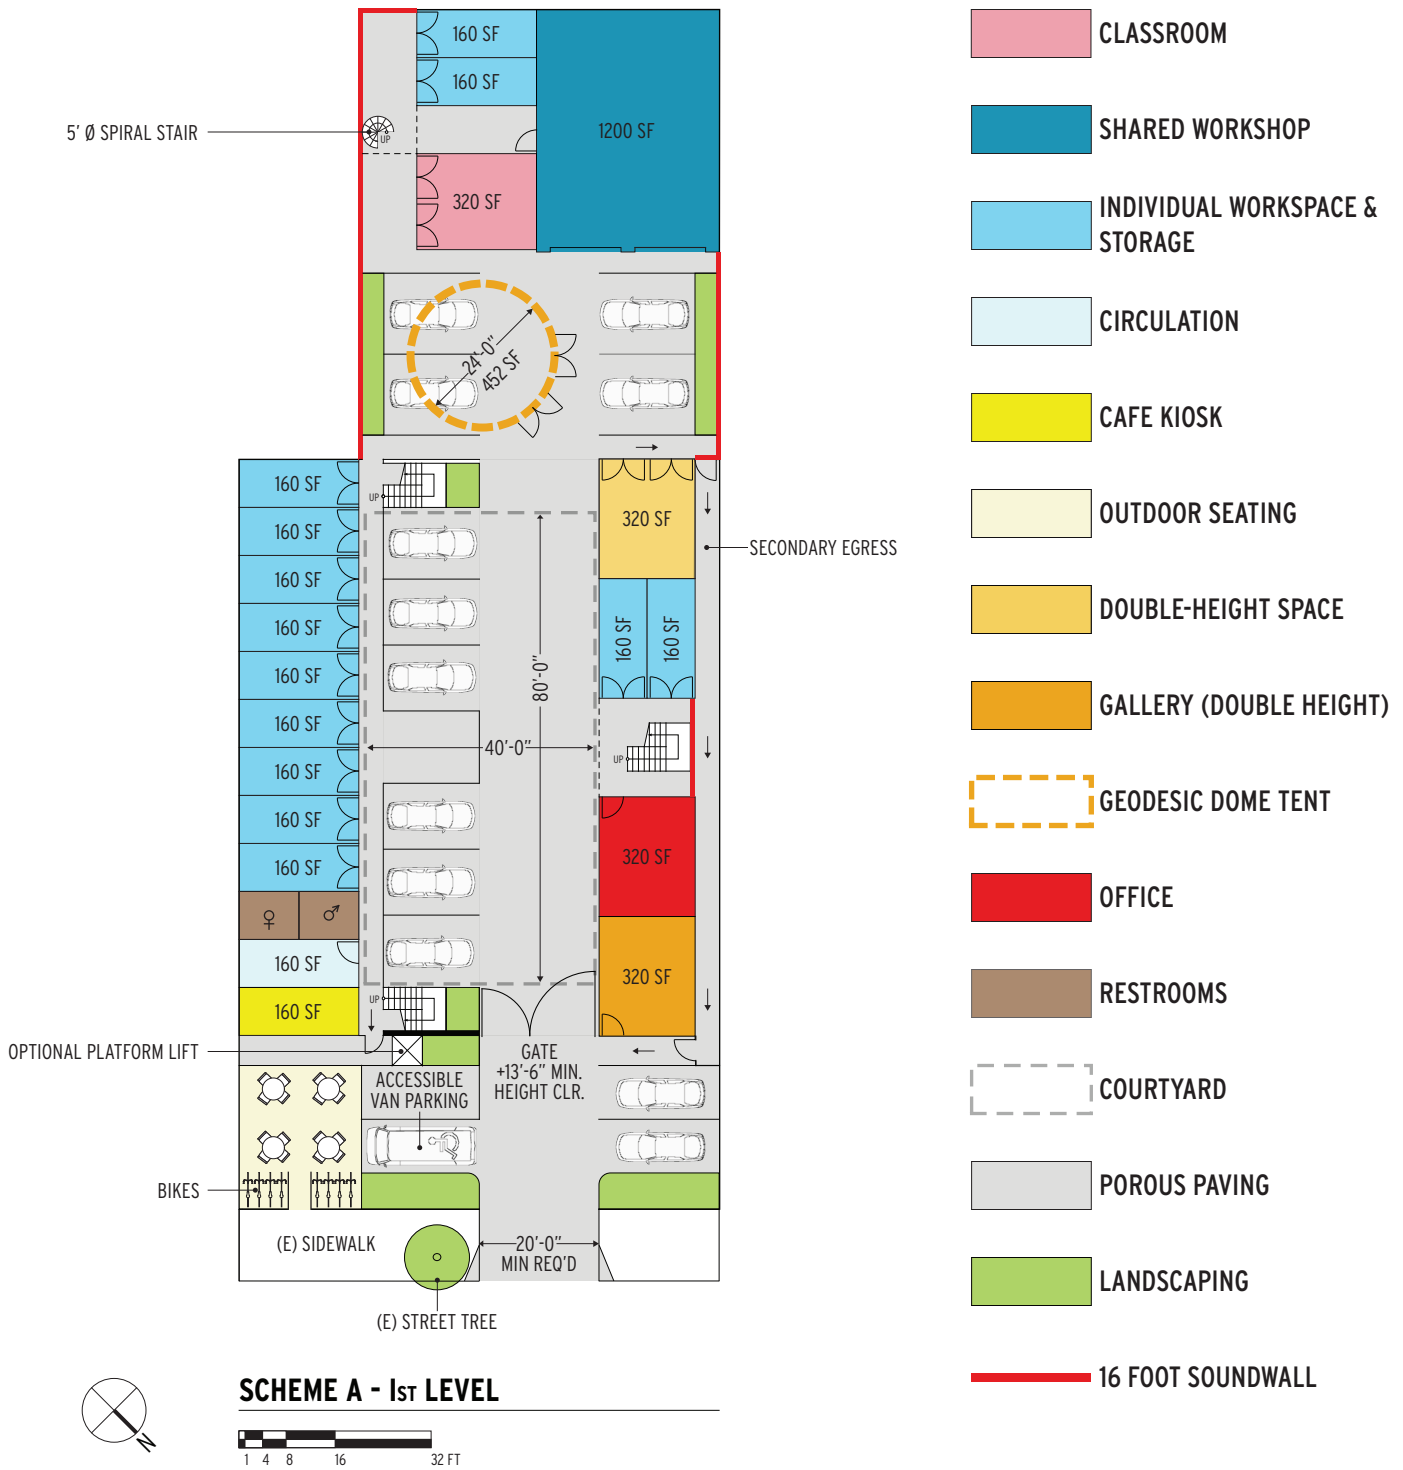 160 SF
160 SF
1200 SF
5' Ø SPIRAL STAIR
UP
320 SF
24'-0"
452 SF
160 SF
160 SF
160 SF
160 SF
160 SF
160 SF
160 SF
160 SF
160 SF
UP
320 SF
SECONDARY EGRESS
160 SF
160 SF
80'-0"
40'-0"
UP
320 SF
320 SF
♀
♂
160 SF
160 SF
UP
OPTIONAL PLATFORM LIFT
GATE
+13'-6" MIN.
HEIGHT CLR.
ACCESSIBLE
VAN PARKING
BIKES
(E) SIDEWALK
20'-0"
MIN REQ'D
(E) STREET TREE
N
SCHEME A - 1ST LEVEL
1 4 8 16 32 FT
CLASSROOM
SHARED WORKSHOP
INDIVIDUAL WORKSPACE &
STORAGE
CIRCULATION
CAFE KIOSK
OUTDOOR SEATING
DOUBLE-HEIGHT SPACE
GALLERY (DOUBLE HEIGHT)
GEODESIC DOME TENT
OFFICE
RESTROOMS
COURTYARD
POROUS PAVING
LANDSCAPING
16 FOOT SOUNDWALL